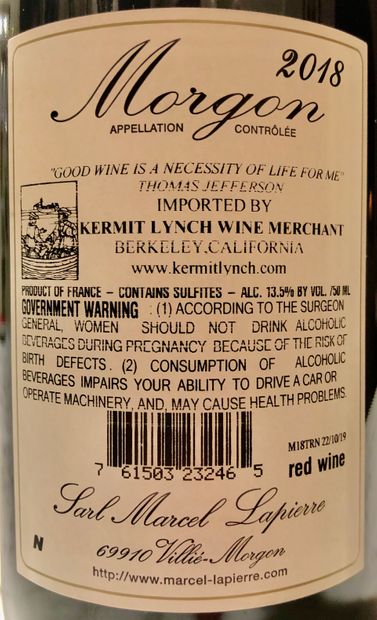 2018
Morgon
APPELLATION CONTRÔLÉE
"GOOD WINE IS A NECESSITY OF LIFE FOR ME"
THOMAS JEFFERSON
IMPORTED BY
KERMIT LYNCH WINE MERCHANT
BERKELEY, CALIFORNIA
www.kermitlynch.com
PRODUCT OF FRANCE - CONTAINS SULFITES - ALC. 13.5% BY VOL. 750 ML
GOVERNMENT WARNING : (1) ACCORDING TO THE SURGEON
GENERAL, WOMEN SHOULD NOT DRINK ALCOHOLIC
BEVERAGES DURING PREGNANCY BECAUSE OF THE RISK OF
BIRTH DEFECTS. (2) CONSUMPTION OF ALCOHOLIC
BEVERAGES IMPAIRS YOUR ABILITY TO DRIVE A CAR OR
OPERATE MACHINERY, AND, MAY CAUSE HEALTH PROBLEMS.
M18TRN 22/10/19
7 61503 23246 5
red wine
Sarl Marcel Lapierre
N
69910 Villié-Morgon
http://www.marcel-lapierre.com